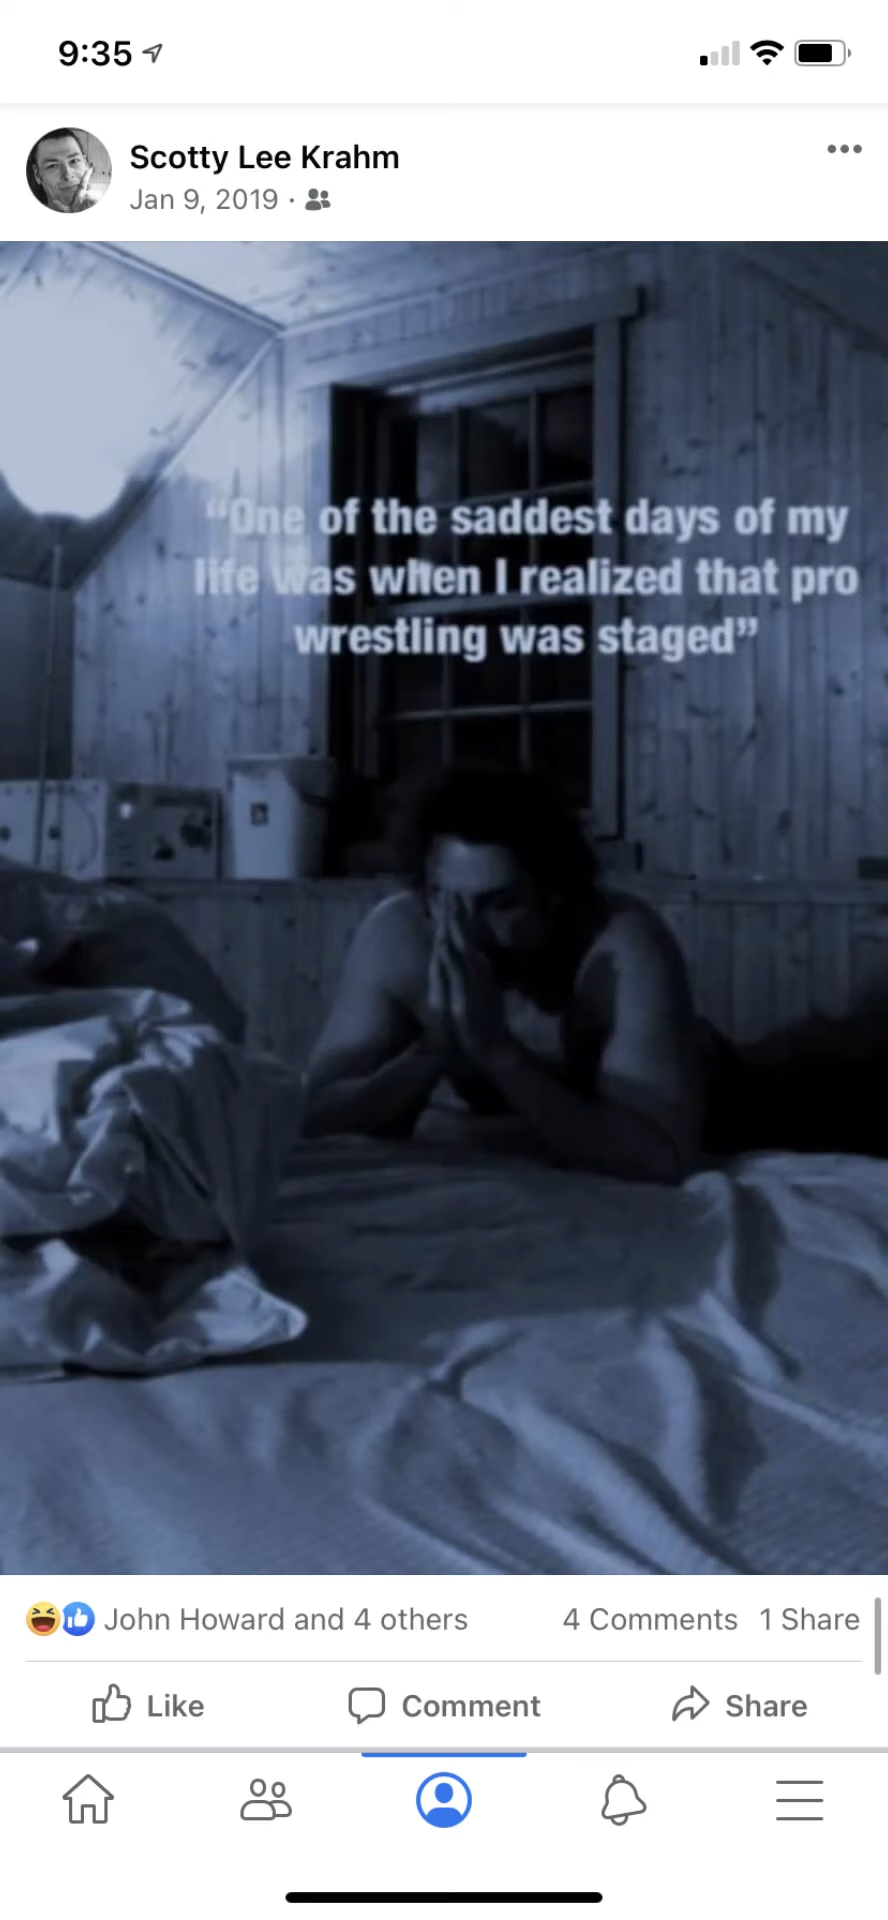 9:35
Scotty Lee Krahm
Jan 9, 2019 ·
“One of the saddest days of my
life was when I realized that pro
wrestling was staged”
John Howard and 4 others 4 Comments 1 Share
Like Comment Share